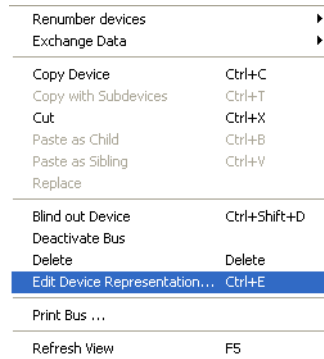 Renumber devices
Exchange Data
Copy Device Ctrl+C
Copy with Subdevices Ctrl+T
Cut Ctrl+X
Paste as Child Ctrl+B
Paste as Sibling Ctrl+V
Replace
Blind out Device Ctrl+Shift+D
Deactivate Bus
Delete Delete
Edit Device Representation... Ctrl+E
Print Bus ...
Refresh View F5